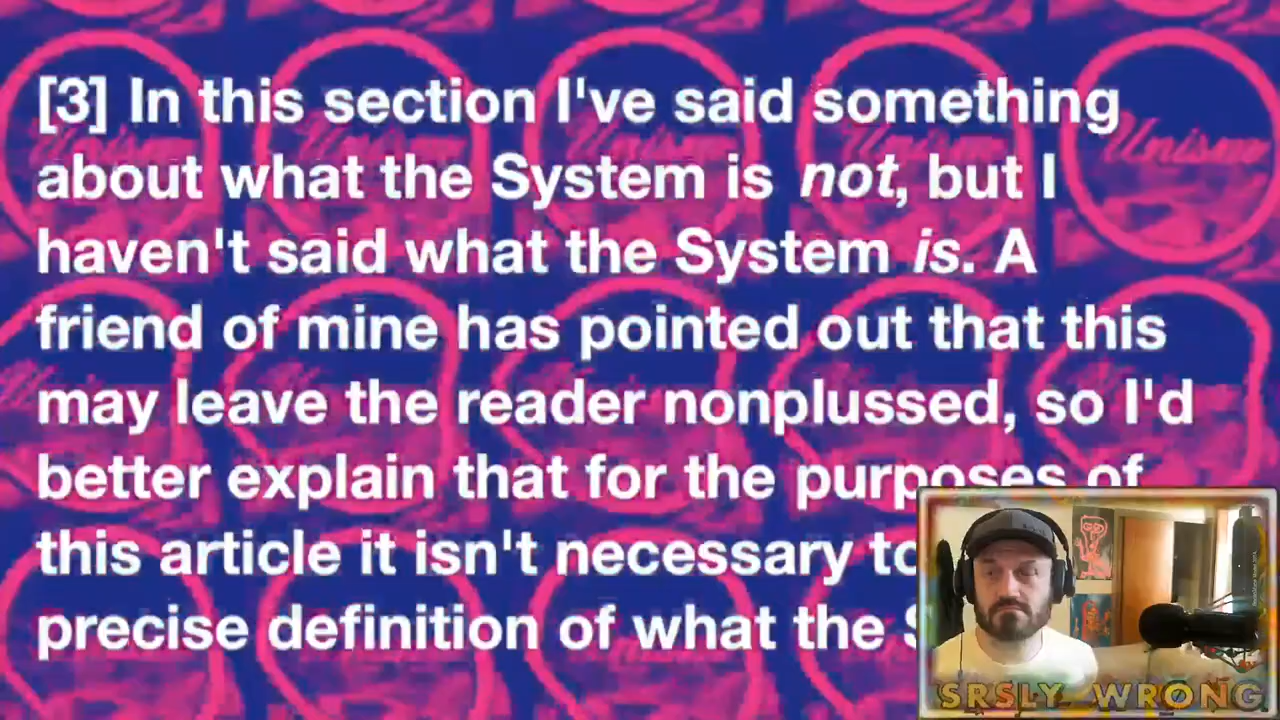 [3] In this section I've said something
about what the System is not, but I
haven't said what the System is. A
friend of mine has pointed out that this
may leave the reader nonplussed, so I'd
better explain that for the purposes of
this article it isn't necessary to
precise definition of what the
SRSLY WRONG
Unism